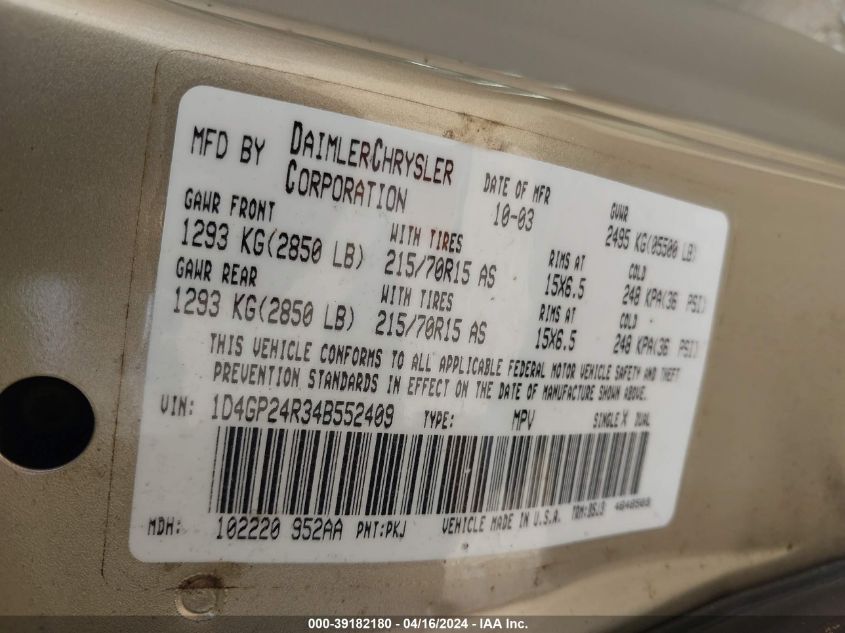 MFD BY DAIMLERCHRYSLER CORPORATION DATE OF MFR 10-03 GVWR 2495 KG(05500 LB)
GAWR FRONT WITH TIRES RIMS AT COLD
1293 KG(2850 LB) 215/70R15 AS 15X6.5 248 KPA(36 PSI)
GAWR REAR WITH TIRES RIMS AT COLD
1293 KG(2850 LB) 215/70R15 AS 15X6.5 248 KPA(36 PSI)
THIS VEHICLE CONFORMS TO ALL APPLICABLE FEDERAL MOTOR VEHICLE SAFETY AND THEFT
PREVENTION STANDARDS IN EFFECT ON THE DATE OF MANUFACTURE SHOWN ABOVE.
VIN: 1D4GP24R34B552409 TYPE: MPV SINGLE X DUAL
MDH: 102220 952AA PNT:PKJ VEHICLE MADE IN U.S.A.
000-39182180 - 04/16/2024 - IAA, Inc.